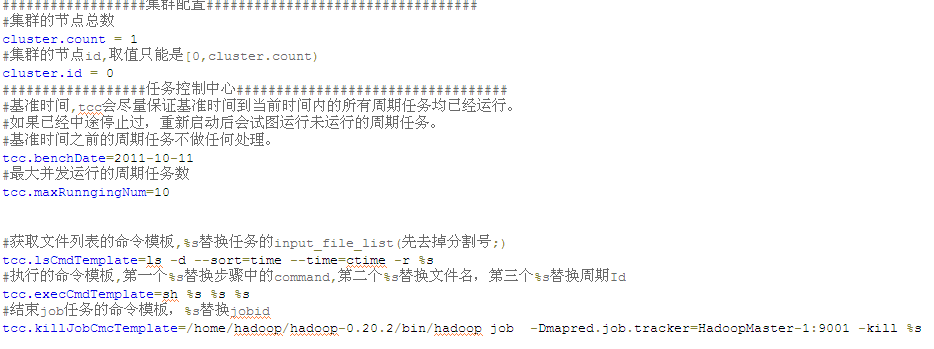 ##################集群配置##################################
#集群的节点总数
cluster.count = 1
#集群的节点id,取值只能是[0,cluster.count)
cluster.id = 0
##################任务控制中心##################################
#基准时间,tcc会尽量保证基准时间到当前时间内的所有周期任务均已经运行。
#如果已经中途停止过，重新启动后会试图运行未运行的周期任务。
#基准时间之前的周期任务不做任何处理。
tcc.benchDate=2011-10-11
#最大并发运行的周期任务数
tcc.maxRunngingNum=10
#获取文件列表的命令模板,%s替换任务的input_file_list(先去掉分割号;)
tcc.lsCmdTemplate=ls -d --sort=time --time=ctime -r %s
#执行的命令模板,第一个%s替换步骤中的command,第二个%s替换文件名，第三个%s替换周期Id
tcc.execCmdTemplate=sh %s %s %s
#结束job任务的命令模板，%s替换jobid
tcc.killJobCmcTemplate=/home/hadoop/hadoop-0.20.2/bin/hadoop job  -Dmapred.job.tracker=HadoopMaster-1:9001 -kill %s